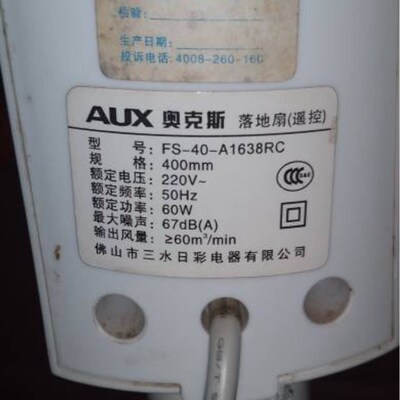 检验:
生产日期:
投诉电话:4008-260-160
AUX 奥克斯 落地扇(遥控)
型号:FS-40-A1638RC
规格:400mm
额定电压:220V~
额定频率:50Hz
额定功率:60W
最大噪声:67dB(A)
输出风量:≥60m³/min
佛山市三水日彩电器有限公司